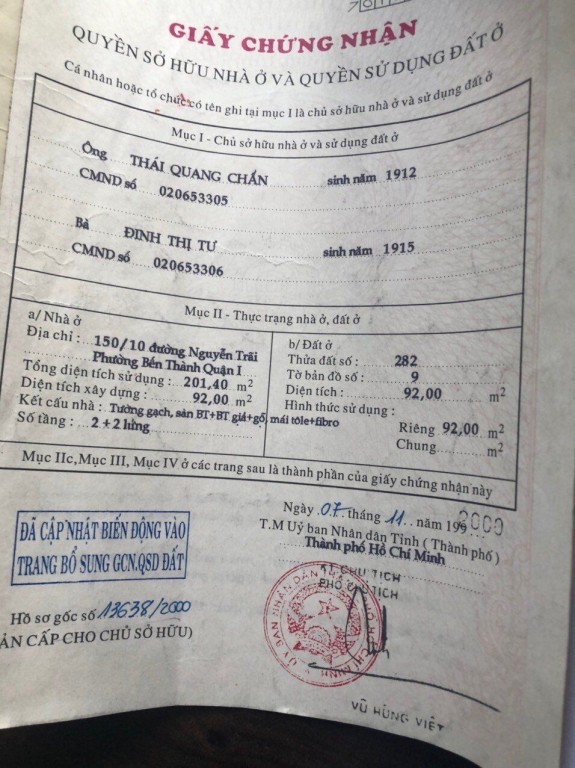 GIẤY CHỨNG NHẬN
QUYỀN SỞ HỮU NHÀ Ở VÀ QUYỀN SỬ DỤNG ĐẤT Ở
Cá nhân hoặc tổ chức có tên ghi tại mục I là chủ sở hữu nhà ở và sử dụng đất ở
Mục I - Chủ sở hữu nhà ở và sử dụng đất ở
Ông THÁI QUANG CHẨN sinh năm 1912
CMND số 020653305
Bà ĐINH THỊ TƯ sinh năm 1915
CMND số 020653306
Mục II - Thực trạng nhà ở, đất ở
a/ Nhà ở
Địa chỉ : 150/10 đường Nguyễn Trãi
Phường Bến Thành Quận I
Tổng diện tích sử dụng : 201,40 m2
Diện tích xây dựng : 92,00 m2
Kết cấu nhà : Tường gạch, sàn BT+BT giả+gỗ, mái tôle+fibro
Số tầng : 2 + 2 lửng
b/ Đất ở
Thửa đất số : 282
Tờ bản đồ số : 9
Diện tích : 92,00 m2
Hình thức sử dụng :
Riêng 92,00 m2
Chung m2
Mục IIc, Mục III, Mục IV ở các trang sau là thành phần của giấy chứng nhận này
Ngày 07 tháng 11 năm 199 2000
T.M Uỷ ban Nhân dân Tỉnh ( Thành phố )
Thành phố Hồ Chí Minh
KT CHỦ TỊCH
PHÓ CHỦ TỊCH
ĐÃ CẬP NHẬT BIẾN ĐỘNG VÀO
TRANG BỔ SUNG GCN.QSD ĐẤT
Hồ sơ gốc số 13638/2000
ẢN CẤP CHO CHỦ SỞ HỮU)
VŨ HÙNG VIỆT